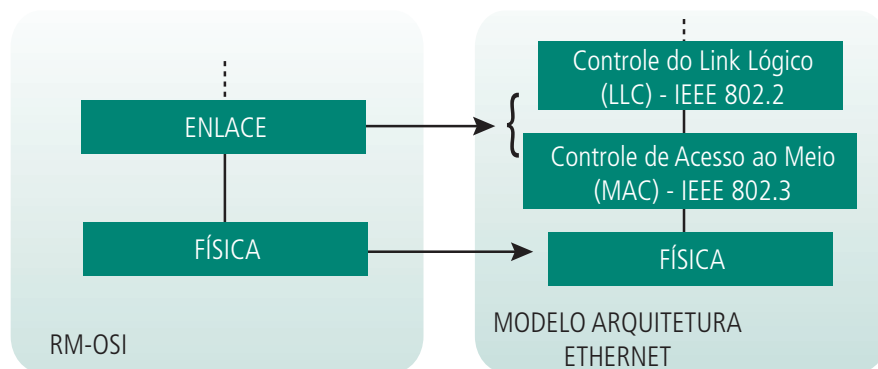 ENLACE
FÍSICA
RM-OSI
Controle do Link Lógico
(LLC) - IEEE 802.2
Controle de Acesso ao Meio
(MAC) - IEEE 802.3
FÍSICA
MODELO ARQUITETURA
ETHERNET